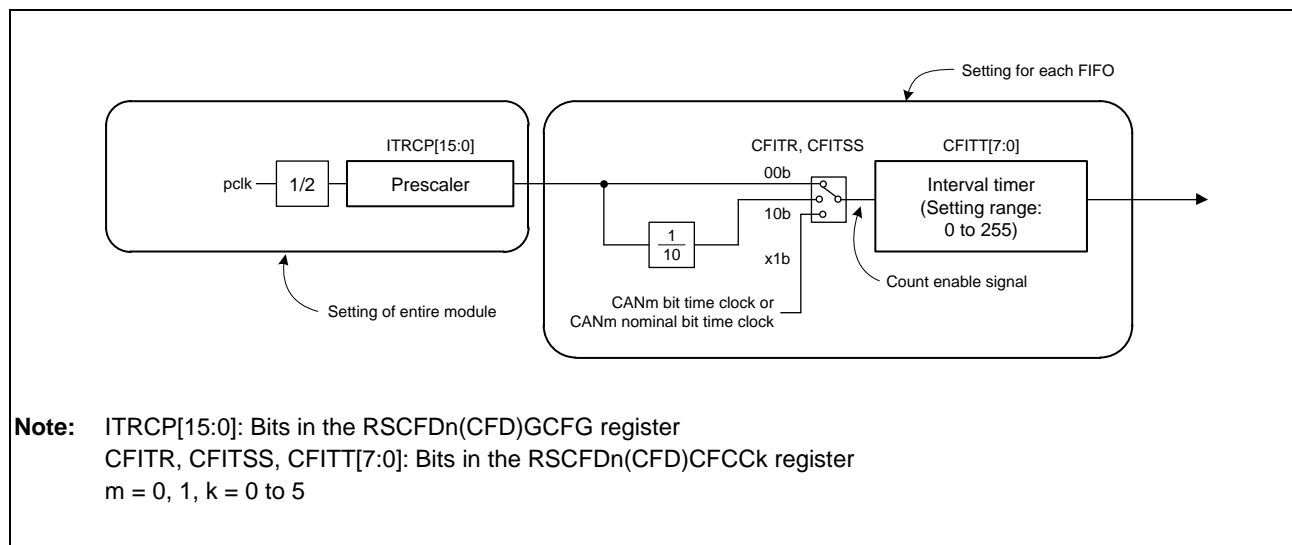 Setting for each FIFO
ITRCP[15:0]
CFITR, CFITSS
CFITT[7:0]
00b
pclk
1/2
Prescaler
Interval timer
(Setting range:
0 to 255)
10b
1
10
x1b
Count enable signal
CANm bit time clock or
CANm nominal bit time clock
Setting of entire module
Note: ITRCP[15:0]: Bits in the RSCFDn(CFD)GCFG register
CFITR, CFITSS, CFITT[7:0]: Bits in the RSCFDn(CFD)CFCCk register
m = 0, 1, k = 0 to 5